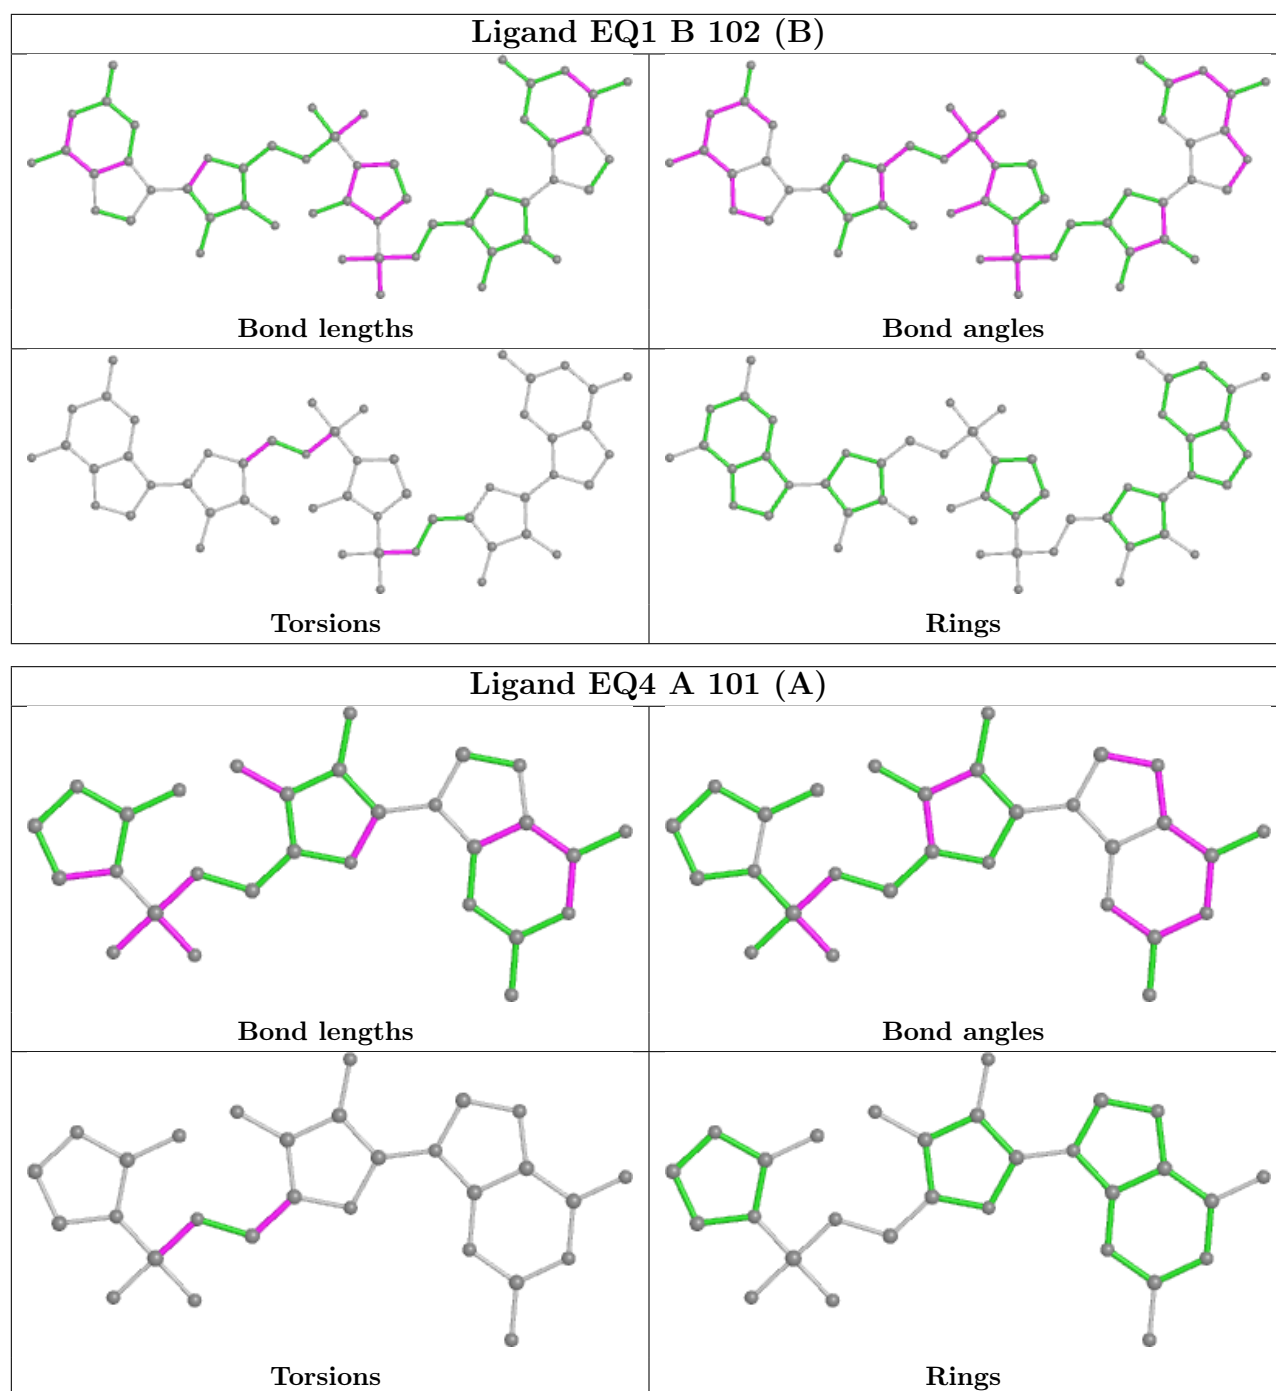 Ligand EQ1 B 102 (B)
Bond lengths
Bond angles
Torsions
Rings
Ligand EQ4 A 101 (A)
Bond lengths
Bond angles
Torsions
Rings